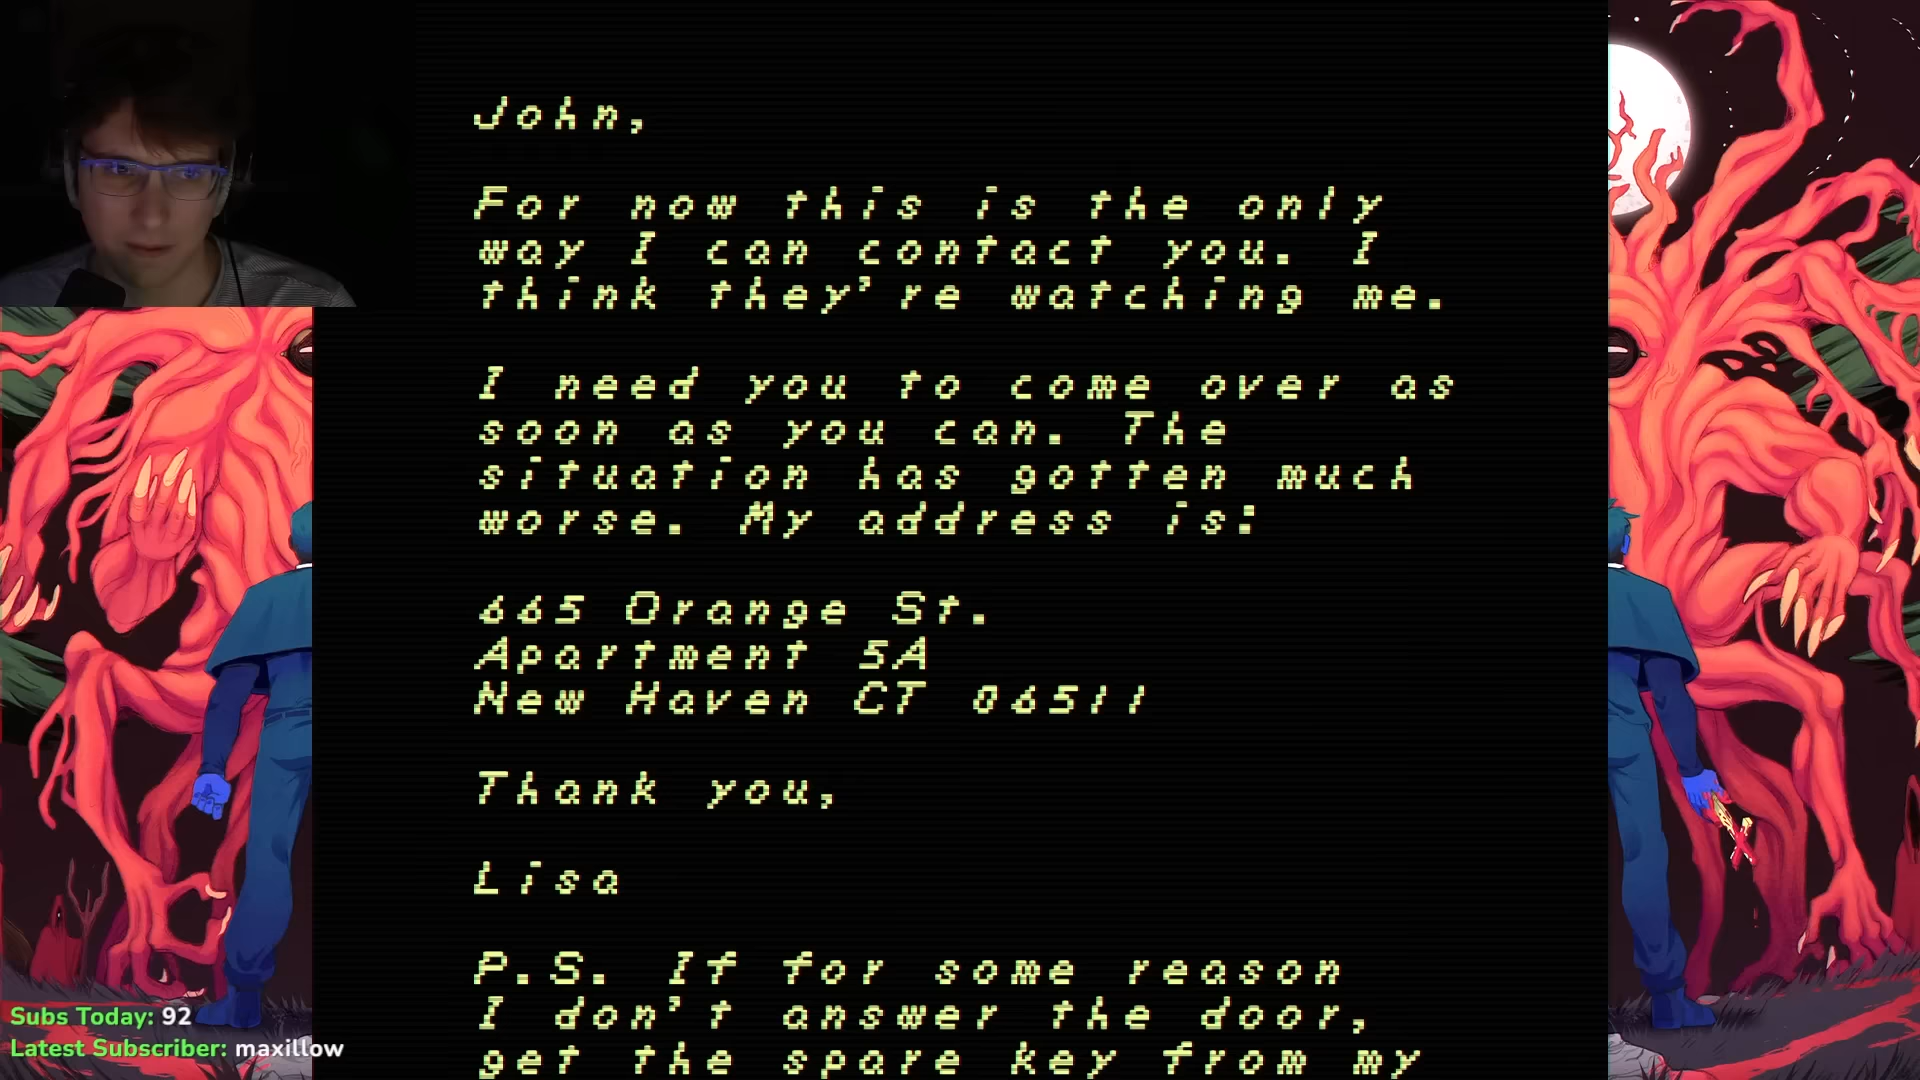 John,
For now this is the only
way I can contact you. I
think they're watching me.
I need you to come over as
soon as you can. The
situation has gotten much
worse. My address is:
665 Orange St.
Apartment 5A
New Haven CT 06511
Thank you,
Lisa
P.S. If for some reason
I don't answer the door,
get the spare key from my
Subs Today: 92
Latest Subscriber: maxillow